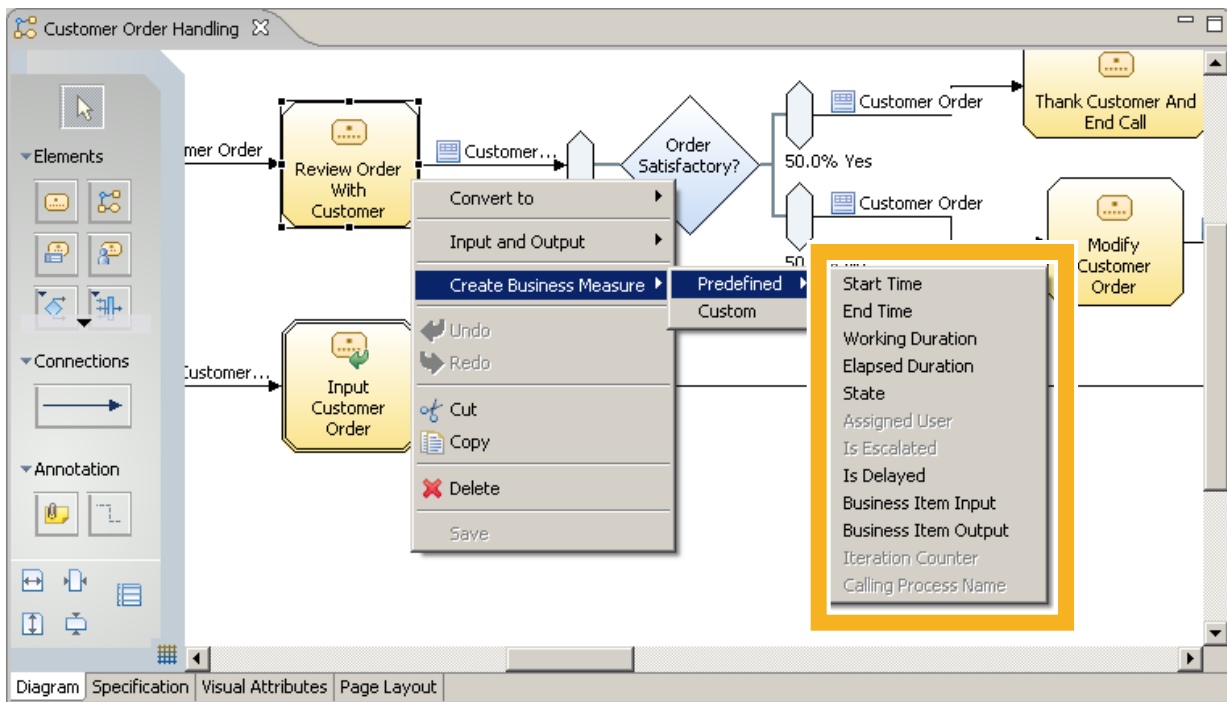 Customer Order Handling
Elements
Connections
Annotation
mer Order
Review Order
With
Customer
Customer...
Order
Satisfactory?
50.0% Yes
Customer Order
Thank Customer And
End Call
Customer Order
50
Modify
Customer
Order
Customer...
Input
Customer
Order
Convert to
Input and Output
Create Business Measure
Undo
Redo
Cut
Copy
Delete
Save
Predefined
Custom
Start Time
End Time
Working Duration
Elapsed Duration
State
Assigned User
Is Escalated
Is Delayed
Business Item Input
Business Item Output
Iteration Counter
Calling Process Name
Diagram
Specification
Visual Attributes
Page Layout